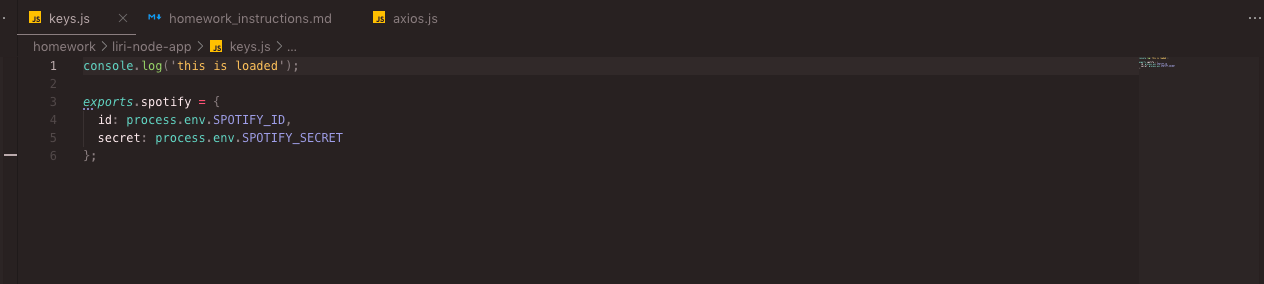 JS keys.js × M↓ homework_instructions.md JS axios.js ...
homework > liri-node-app > JS keys.js > ...
1 console.log('this is loaded');
2
3 exports.spotify = {
4 id: process.env.SPOTIFY_ID,
5 secret: process.env.SPOTIFY_SECRET
6 };